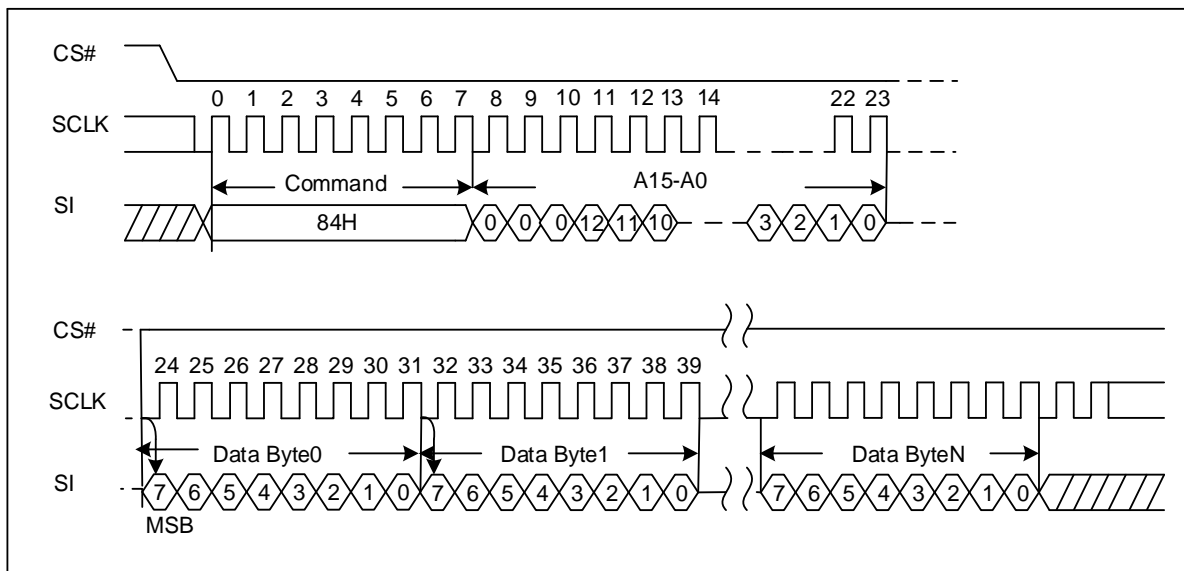 CS#
0 1 2 3 4 5 6 7 8 9 10 11 12 13 14 22 23
SCLK
Command A15-A0
SI
84H 0 0 0 12 11 10 3 2 1 0
CS#
24 25 26 27 28 29 30 31 32 33 34 35 36 37 38 39
SCLK
Data Byte0 Data Byte1 Data ByteN
SI
7 6 5 4 3 2 1 0 7 6 5 4 3 2 1 0 7 6 5 4 3 2 1 0
MSB